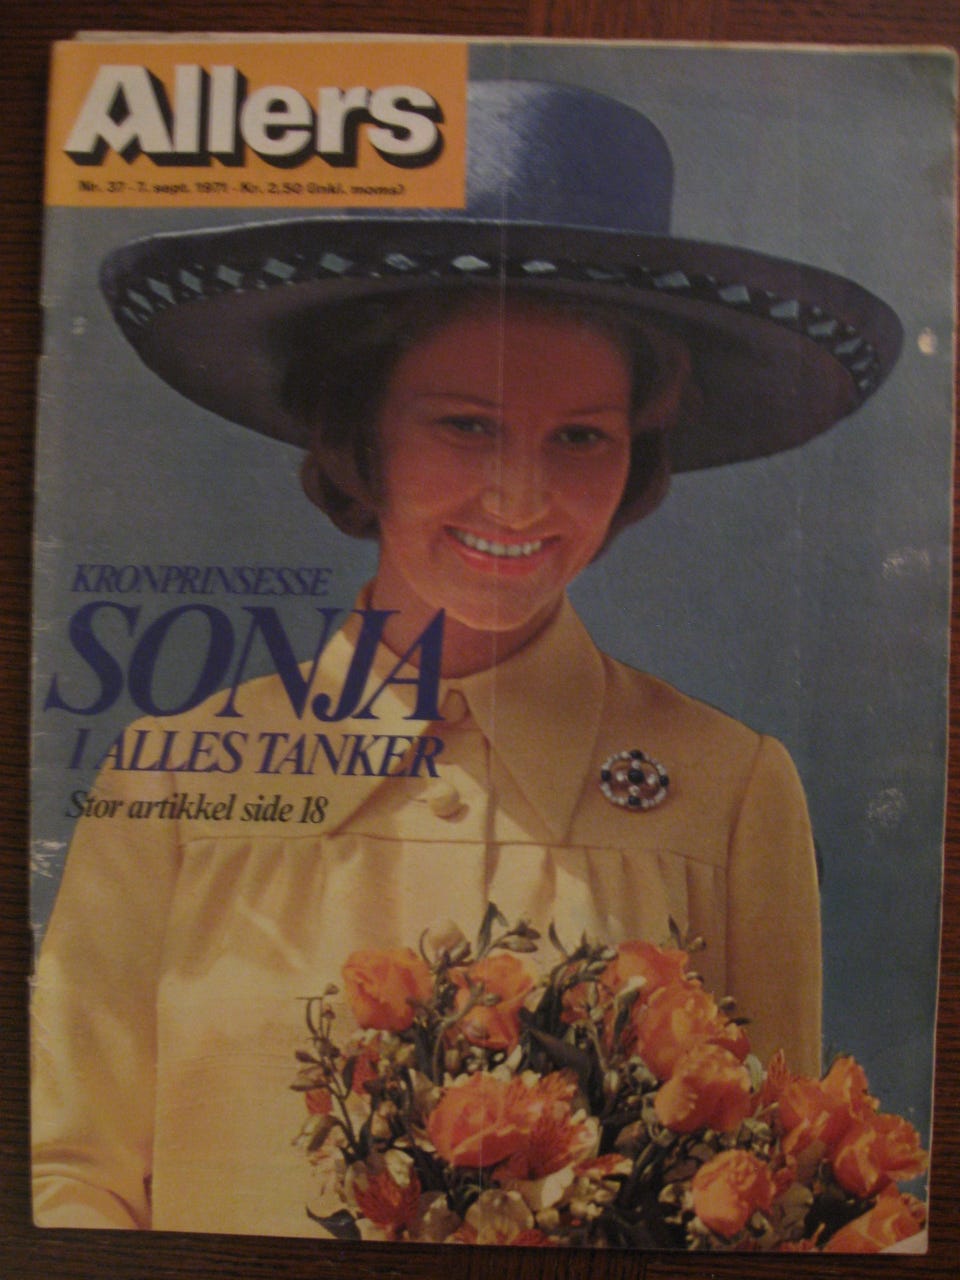 Allers
Nr. 37 - 7. sept. 1971 - Kr. 2,50 (inkl. moms)
KRONPRINSESSE
SONJA
I ALLES TANKER
Stor artikkel side 18